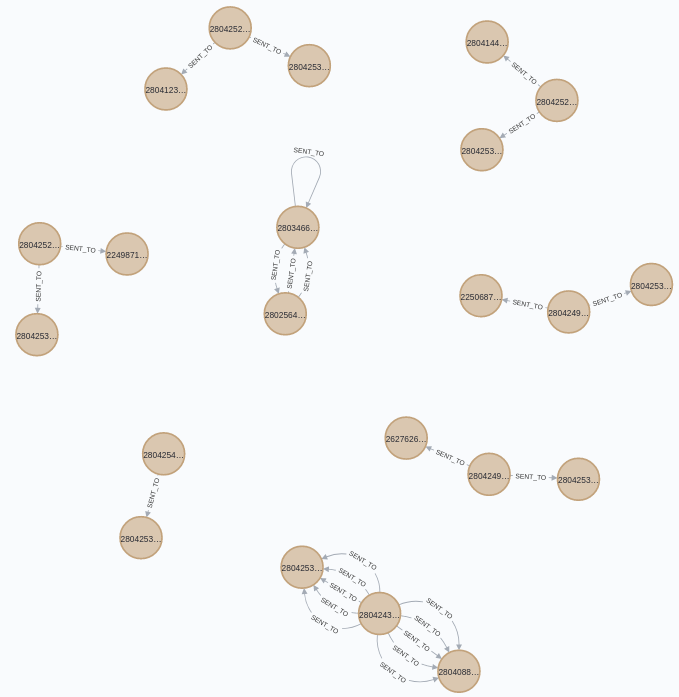 2804252...
SENT_TO
SENT_TO
2804253...
2804123...
2804144...
SENT_TO
2804252...
SENT_TO
2804253...
SENT_TO
2803466...
SENT_TO
SENT_TO
SENT_TO
2802564...
2804252...
SENT_TO
2249871...
SENT_TO
2804253...
2250687...
SENT_TO
2804249...
SENT_TO
2804253...
2804254...
SENT_TO
2804253...
2627626...
SENT_TO
2804249...
SENT_TO
2804253...
2804253...
SENT_TO
SENT_TO
SENT_TO
SENT_TO
SENT_TO
2804243...
SENT_TO
SENT_TO
SENT_TO
SENT_TO
SENT_TO
2804088...